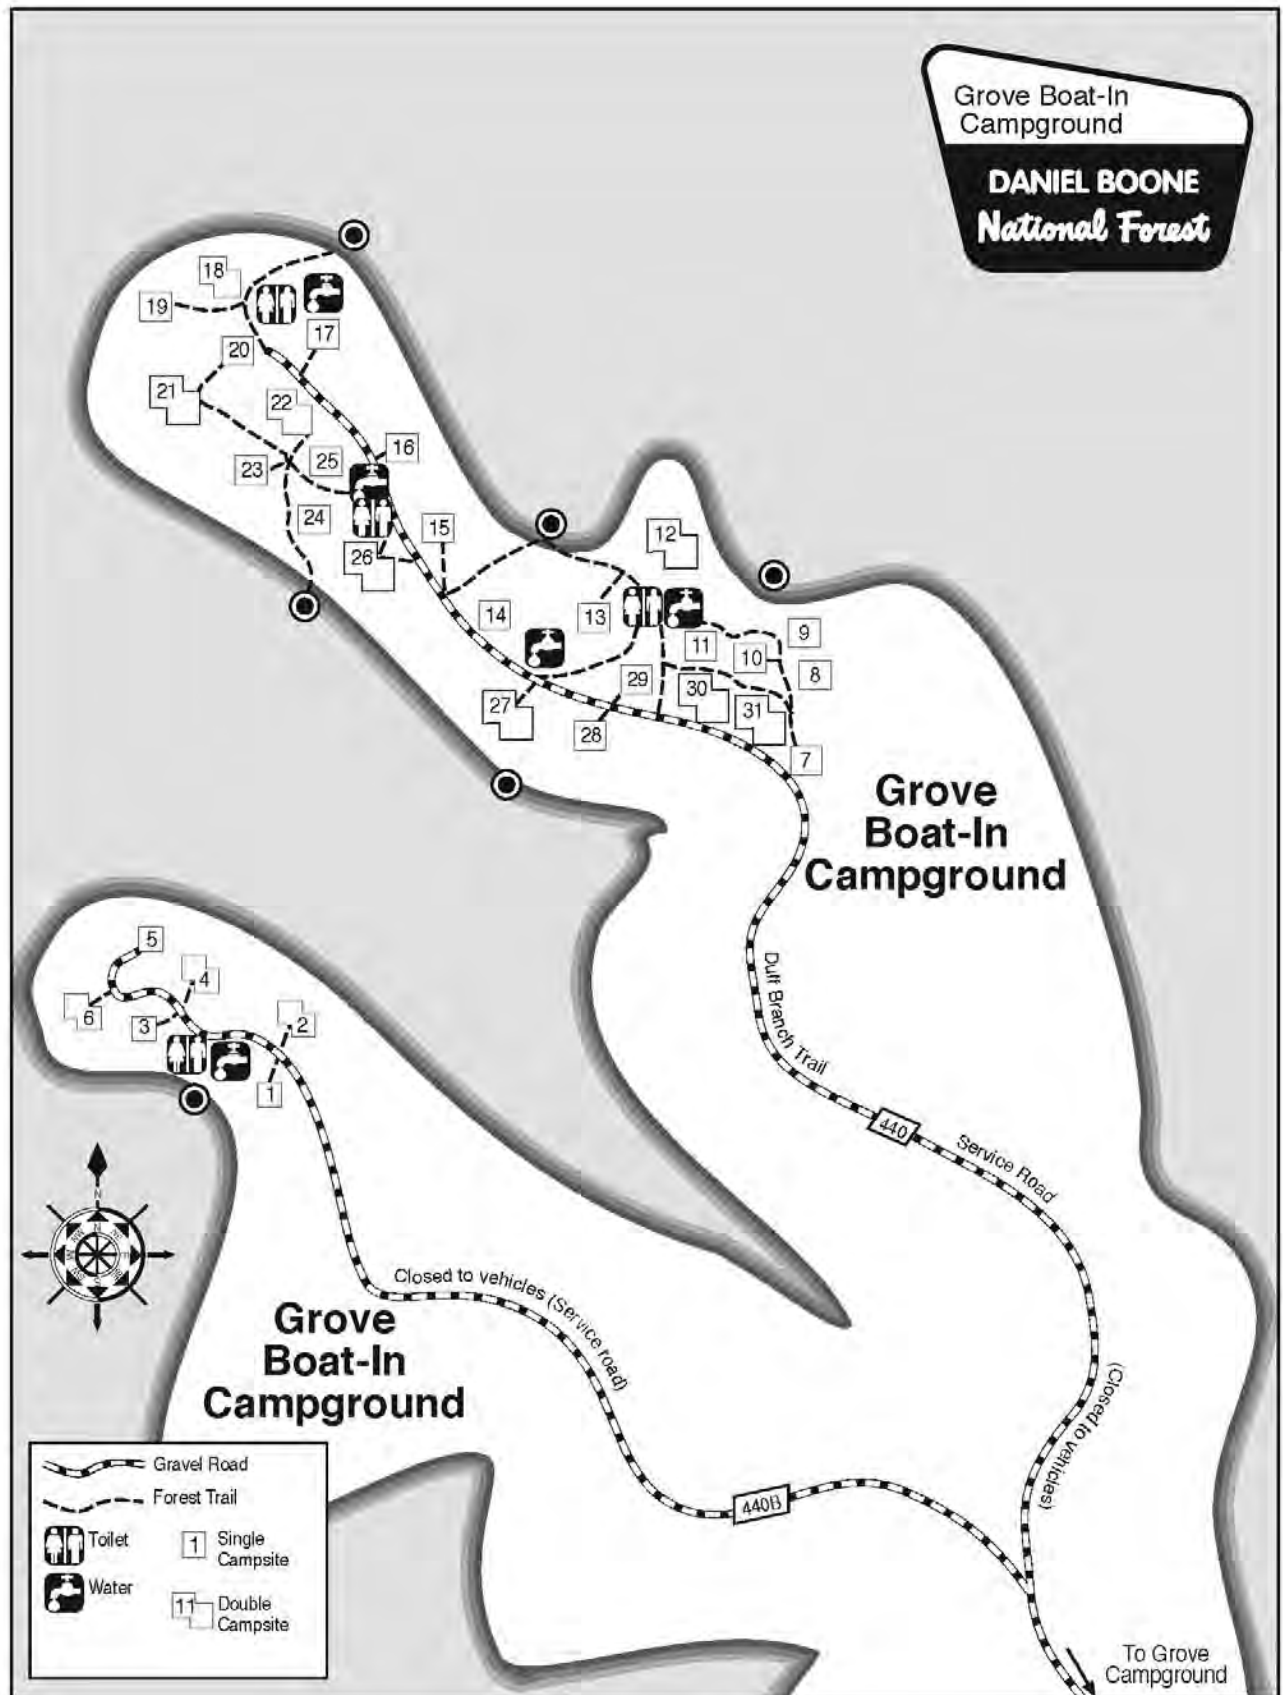 Grove Boat-In
Campground
DANIEL BOONE
National Forest
18
19
17
20
21
22
16
23
25
24
15
26
12
14
13
9
11
10
8
29
30
27
31
28
7
Grove
Boat-In
Campground
5
4
6
3
2
1
Duff Branch Trail
440
Service Road
(Closed to vehicles)
N
Closed to vehicles (Service road)
Grove
Boat-In
Campground
440B
Gravel Road
Forest Trail
Toilet
1
Single
Campsite
Water
11
Double
Campsite
To Grove
Campground